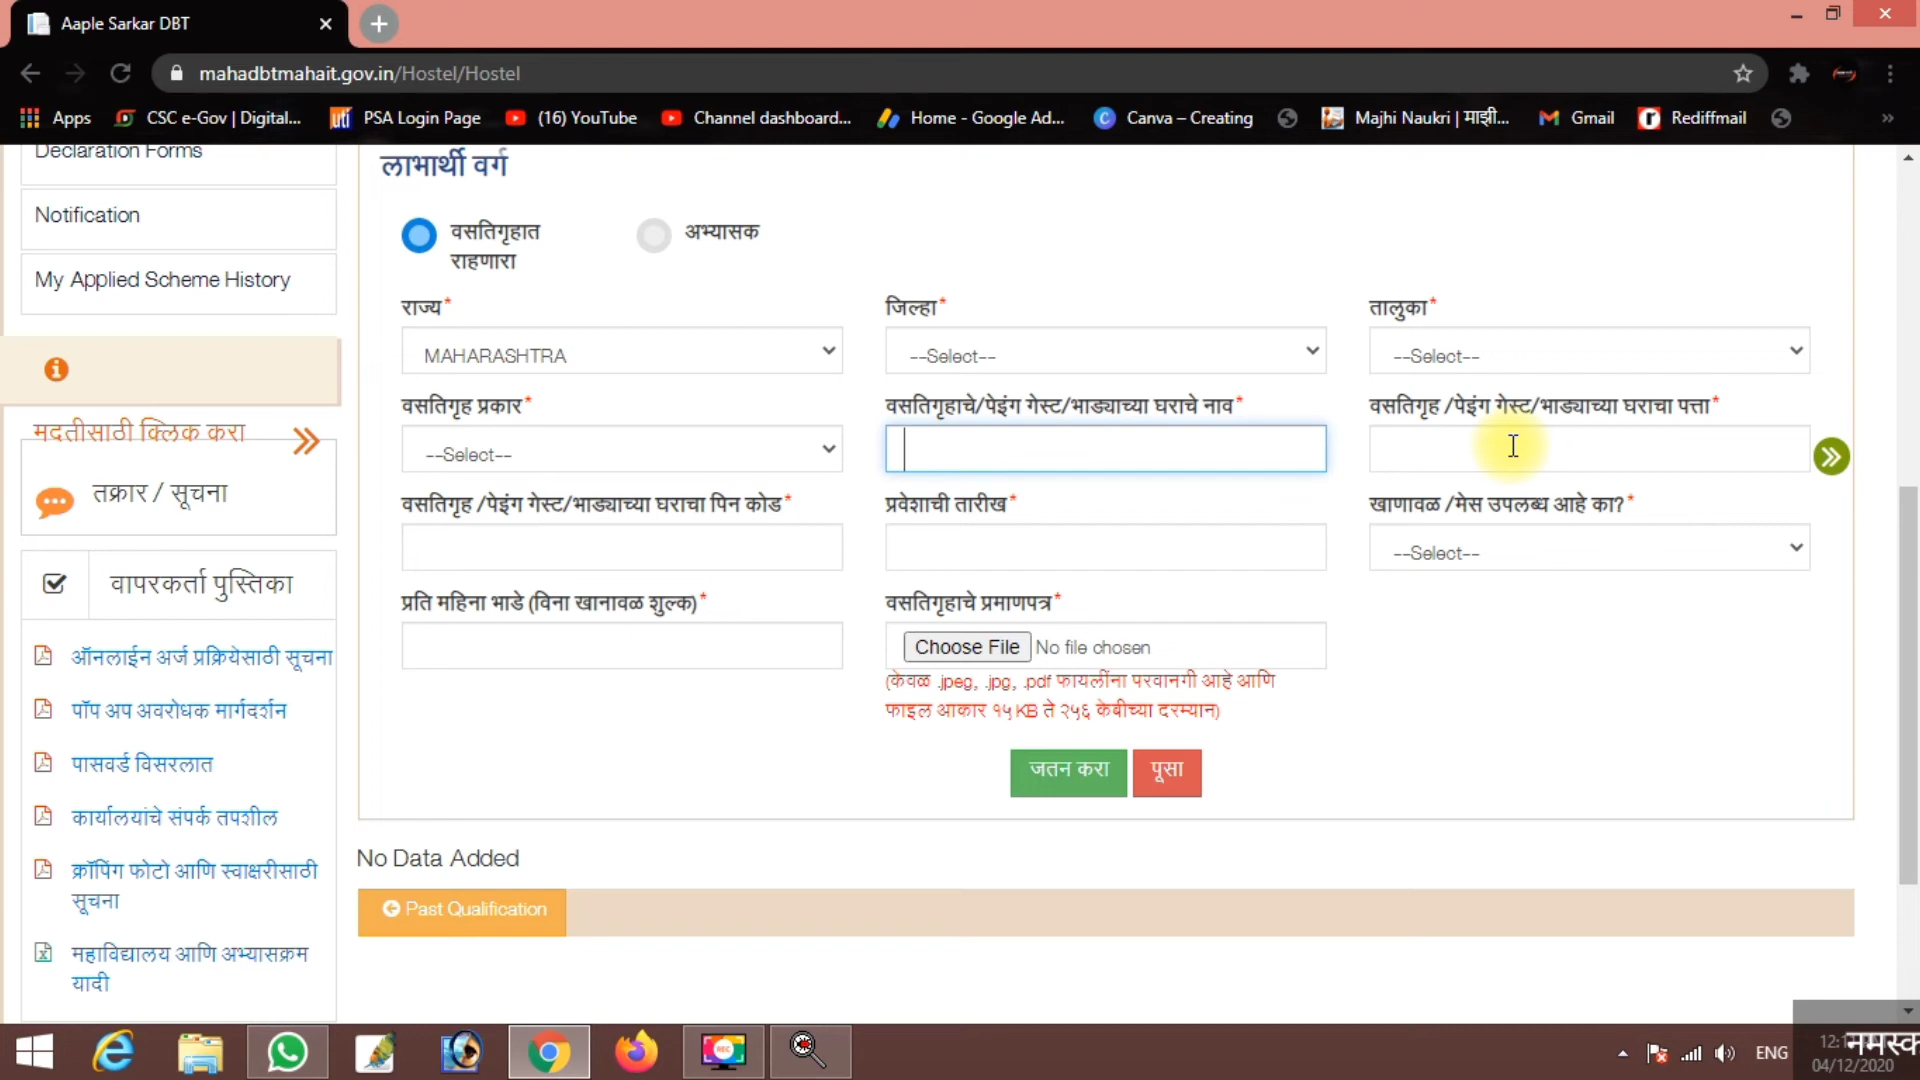 Aaple Sarkar DBT
mahadbtmahait.gov.in/Hostel/Hostel
Apps CSC e-Gov | Digital... uti PSA Login Page (16) YouTube Channel dashboard... Home - Google Ad... Canva – Creating Majhi Naukri | माझी... Gmail Rediffmail »
Declaration Forms
Notification
My Applied Scheme History
मदतीसाठी क्लिक करा
तक्रार / सूचना
वापरकर्ता पुस्तिका
ऑनलाईन अर्ज प्रक्रियेसाठी सूचना
पॉप अप अवरोधक मार्गदर्शन
पासवर्ड विसरलात
कार्यालयांचे संपर्क तपशील
क्रॉपिंग फोटो आणि स्वाक्षरीसाठी
सूचना
महाविद्यालय आणि अभ्यासक्रम
यादी
लाभार्थी वर्ग
वसतिगृहात
राहणारा
अभ्यासक
राज्य* जिल्हा* तालुका*
MAHARASHTRA --Select-- --Select--
वसतिगृह प्रकार* वसतिगृहाचे/पेइंग गेस्ट/भाड्याच्या घराचे नाव* वसतिगृह /पेइंग गेस्ट/भाड्याच्या घराचा पत्ता*
--Select--
वसतिगृह /पेइंग गेस्ट/भाड्याच्या घराचा पिन कोड* प्रवेशाची तारीख* खाणावळ /मेस उपलब्ध आहे का?*
--Select--
प्रति महिना भाडे (विना खानावळ शुल्क)* वसतिगृहाचे प्रमाणपत्र*
Choose File No file chosen
(केवळ .jpeg, .jpg, .pdf फायलींना परवानगी आहे आणि
फाइल आकार १५ KB ते २५६ केबीच्या दरम्यान)
जतन करा पूसा
No Data Added
Past Qualification
REC
ENG
12:1
नमस्क
04/12/2020